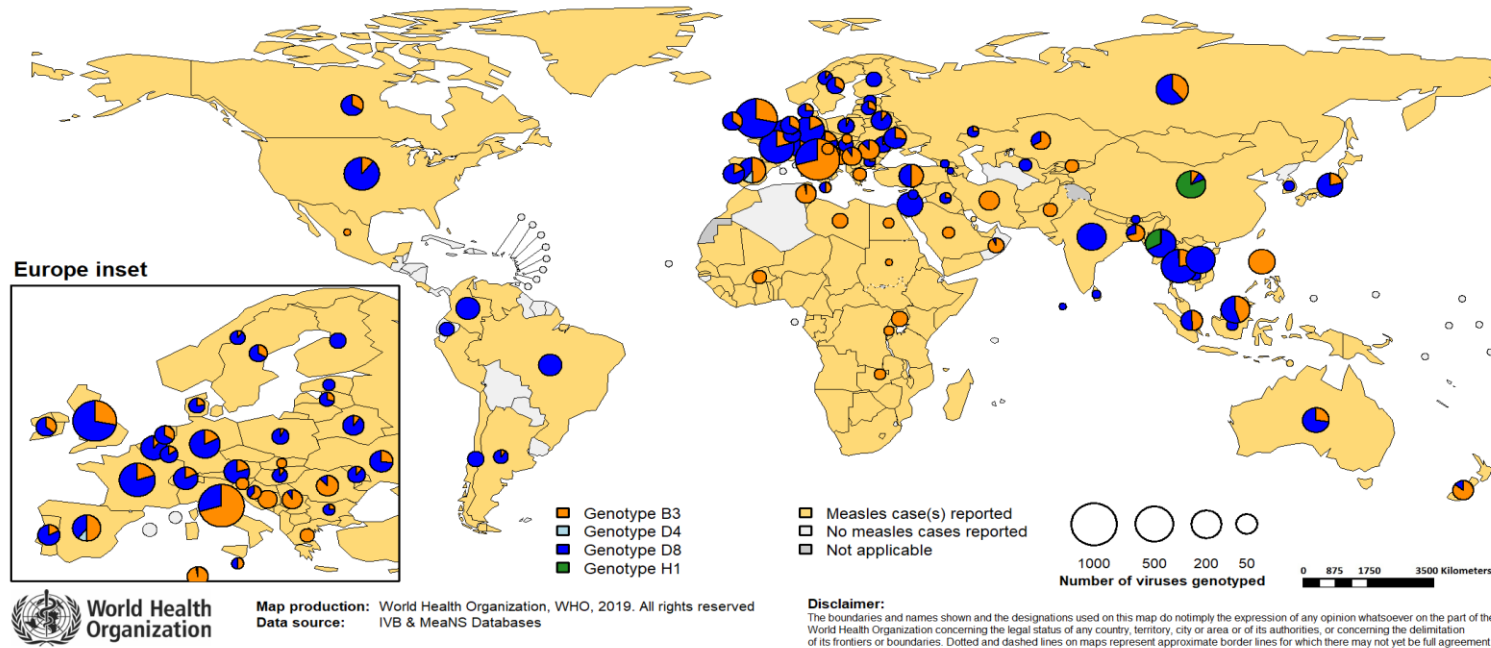 Europe inset
Genotype B3
Genotype D4
Genotype D8
Genotype H1
Measles case(s) reported
No measles cases reported
Not applicable
1000 500 200 50
Number of viruses genotyped
0 875 1750 3500 Kilometers
World Health
Organization
Map production: World Health Organization, WHO, 2019. All rights reserved
Data source: IVB & MeaNS Databases
Disclaimer:
The boundaries and names shown and the designations used on this map do notimply the expression of any opinion whatsoever on the part of the
World Health Organization concerning the legal status of any country, territory, city or area or of its authorities, or concerning the delimitation
of its frontiers or boundaries. Dotted and dashed lines on maps represent approximate border lines for which there may not yet be full agreement